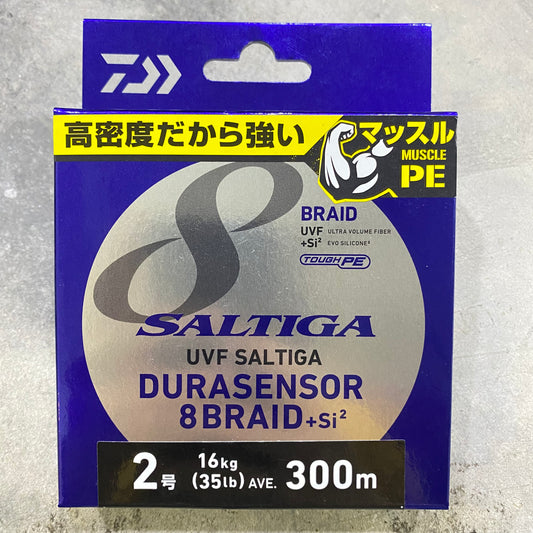 高密度だから強い
マッスル
MUSCLE
PE
8
BRAID
UVF ULTRA VOLUME FIBER
+Si² EVO SILICONE²
TOUGH PE
SALTIGA
UVF SALTIGA
DURASENSOR
8BRAID+Si²
2号 16kg (35lb) AVE. 300m